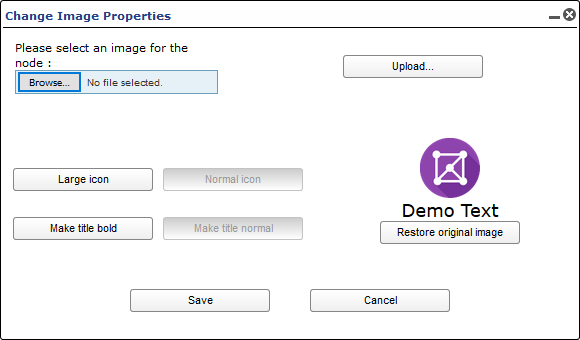 Change Image Properties
Please select an image for the
node :
Browse... No file selected.
Upload...
Large icon
Normal icon
Make title bold
Make title normal
Demo Text
Restore original image
Save
Cancel